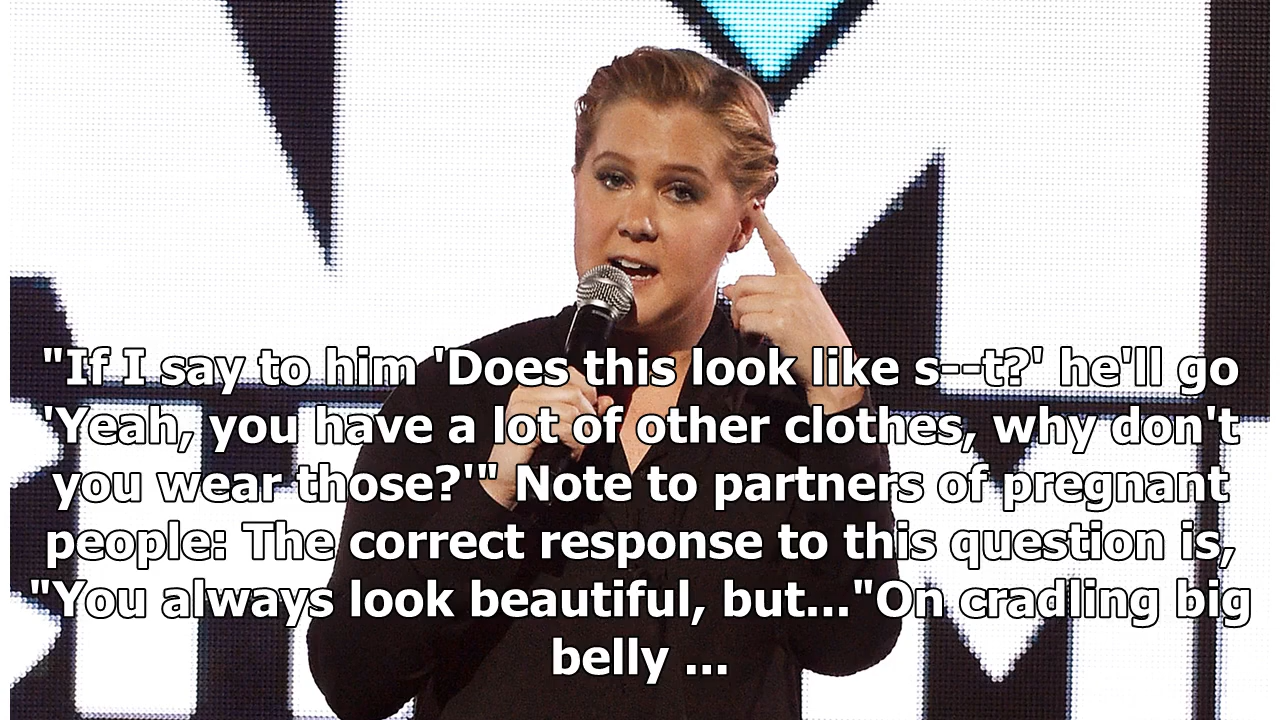 "If I say to him 'Does this look like s--t?' he'll go
'Yeah, you have a lot of other clothes, why don't
you wear those?'" Note to partners of pregnant
people: The correct response to this question is,
"You always look beautiful, but..."On cradling big
belly ...